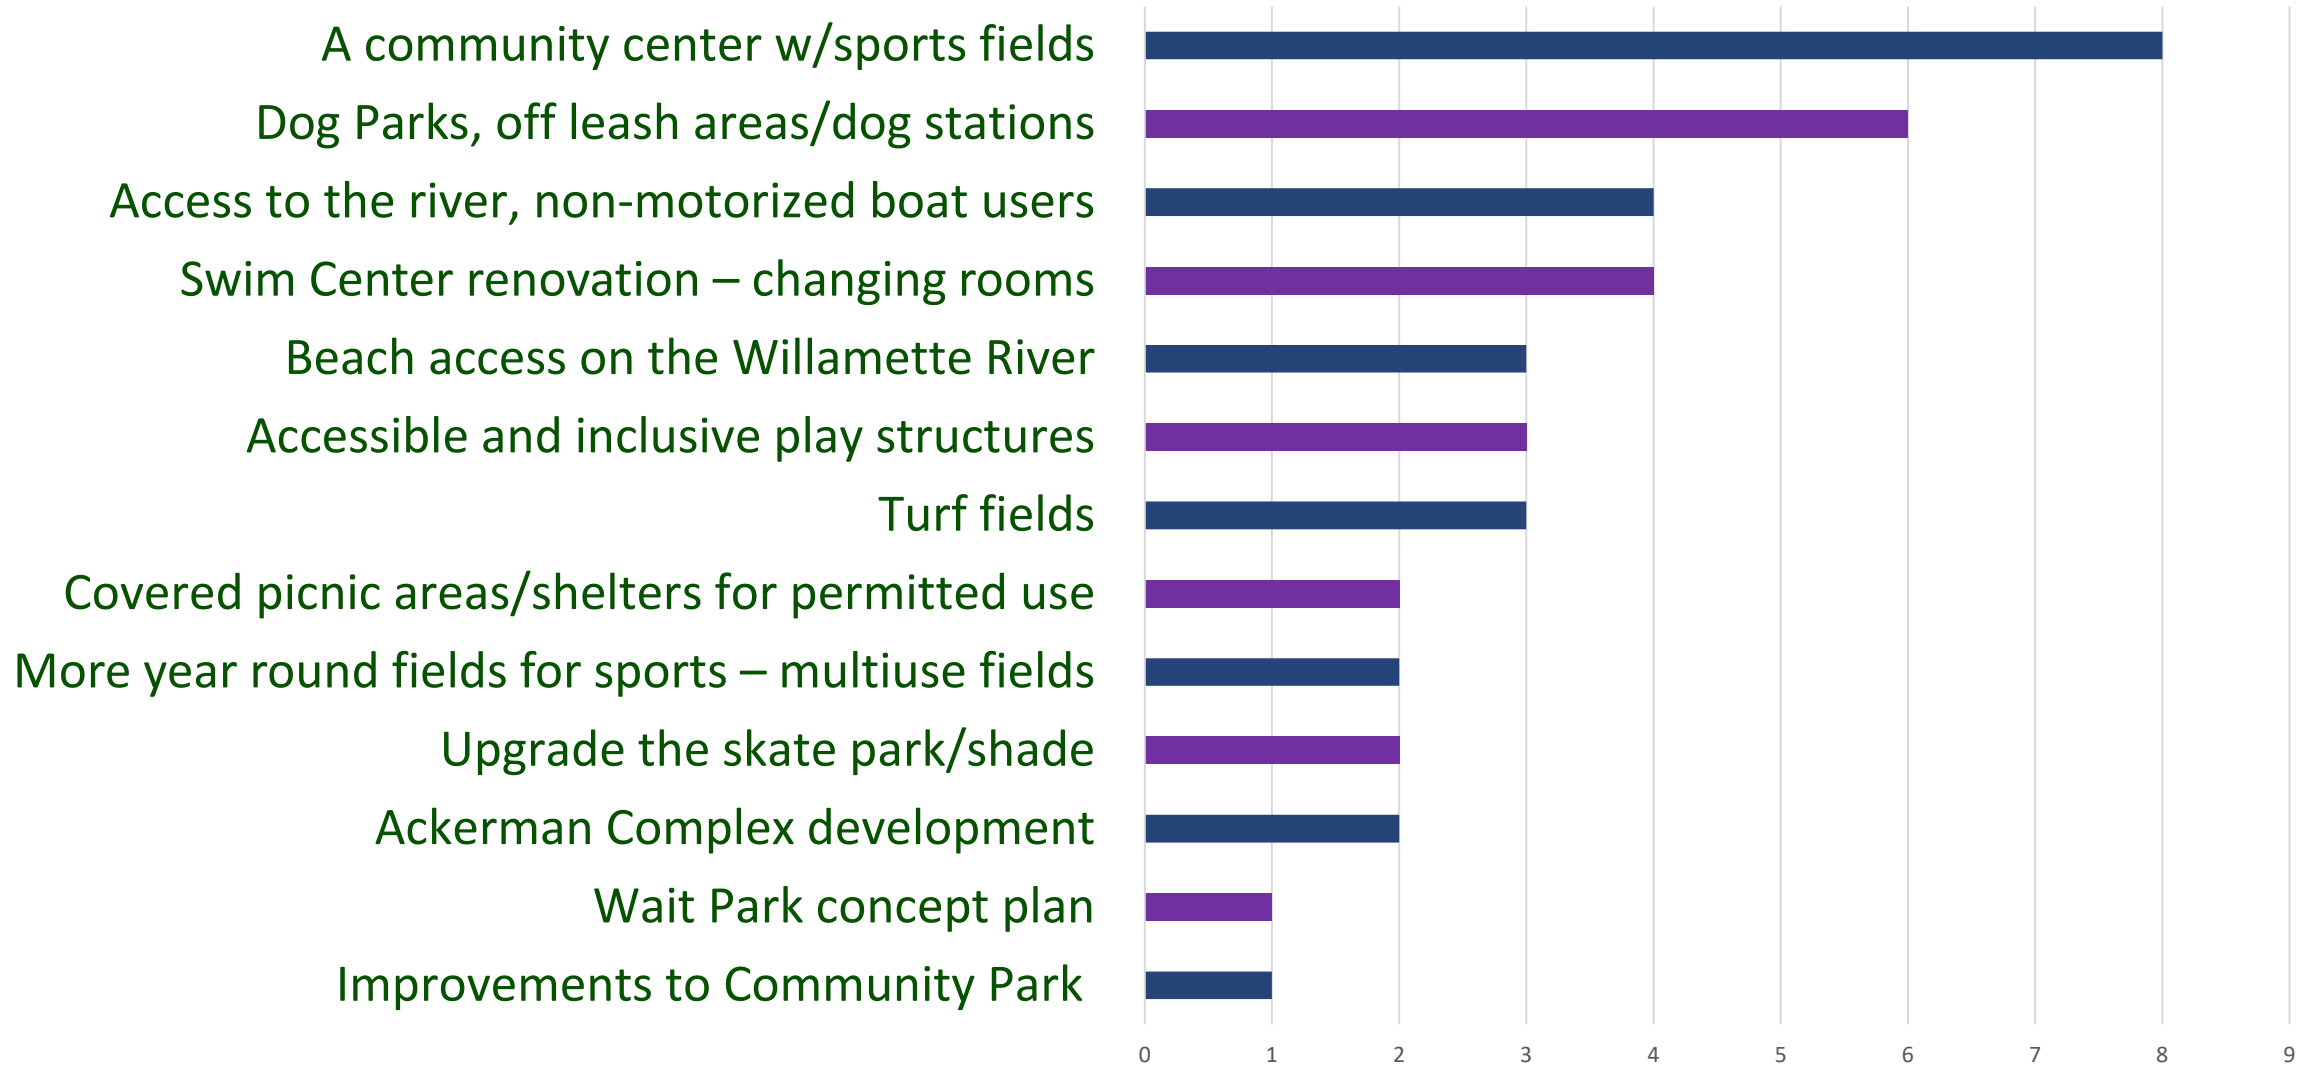 A community center w/sports fields
Dog Parks, off leash areas/dog stations
Access to the river, non-motorized boat users
Swim Center renovation – changing rooms
Beach access on the Willamette River
Accessible and inclusive play structures
Turf fields
Covered picnic areas/shelters for permitted use
More year round fields for sports – multiuse fields
Upgrade the skate park/shade
Ackerman Complex development
Wait Park concept plan
Improvements to Community Park
0 1 2 3 4 5 6 7 8 9